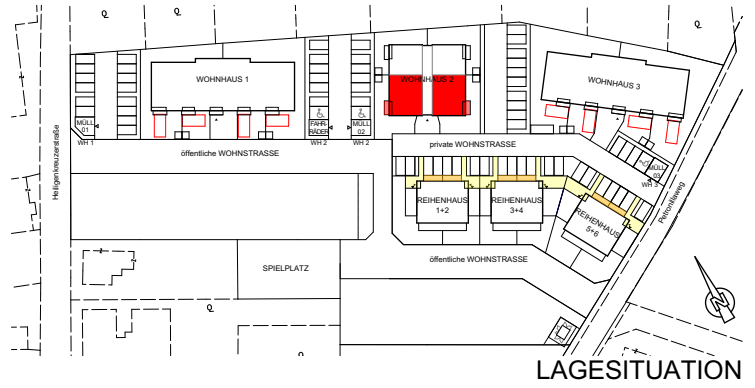 WOHNHAUS 1
WOHNHAUS 2
WOHNHAUS 3
MÜLL
01
WH 1
FAHR-
RÄDER
WH 2
MÜLL
02
WH 2
MÜLL
03
WH 3
Heiligenkreuzerstraße
öffentliche WOHNSTRASSE
private WOHNSTRASSE
Petronillaweg
REIHENHAUS
1+2
REIHENHAUS
3+4
REIHENHAUS
5+6
SPIELPLATZ
öffentliche WOHNSTRASSE
LAGESITUATION